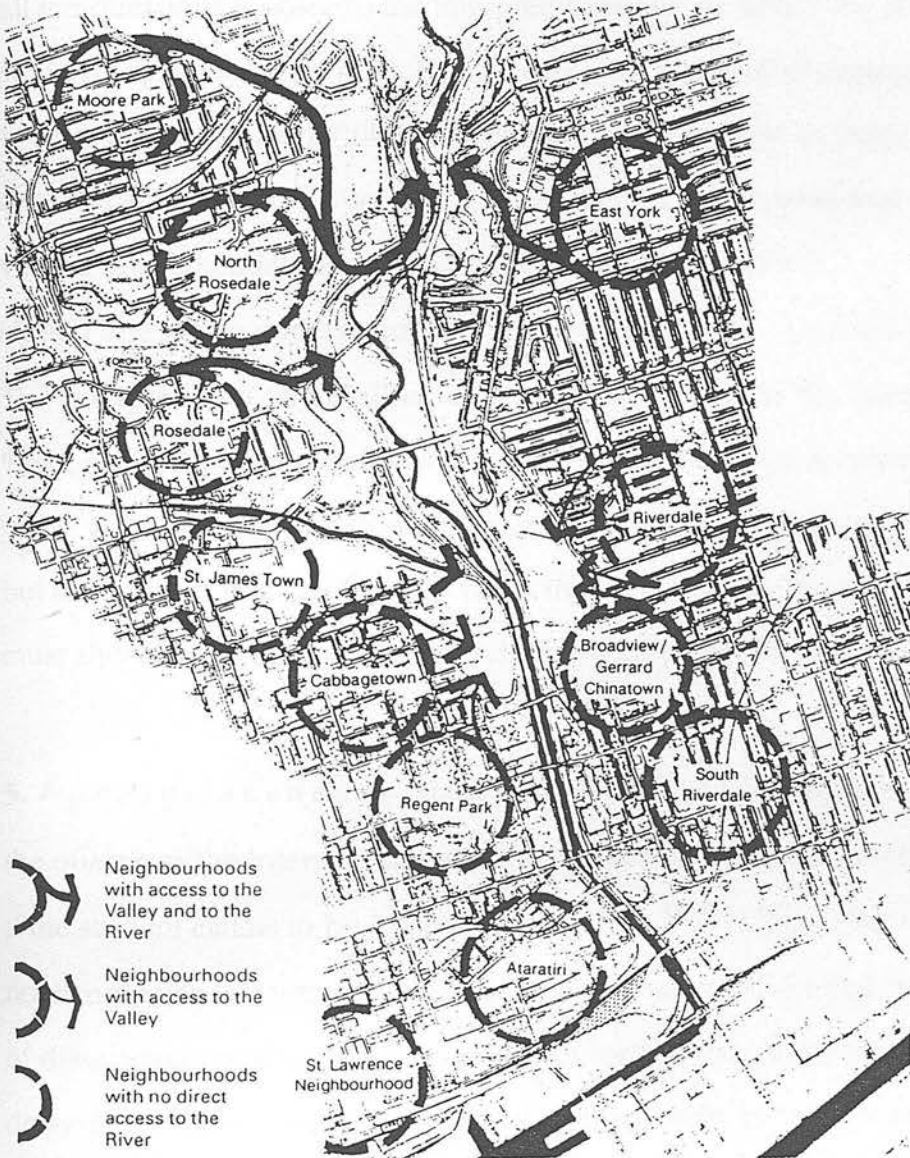 Moore Park
East York
North
Rosedale
TORONTO
Rosedale
Riverdale
St. James Town
Broadview/
Gerrard
Chinatown
Cabbagetown
South
Riverdale
Regent Park
Neighbourhoods
with access to the
Valley and to the
River
Ataratiri
Neighbourhoods
with access to the
Valley
St. Lawrence
Neighbourhood
Neighbourhoods
with no direct
access to the
River